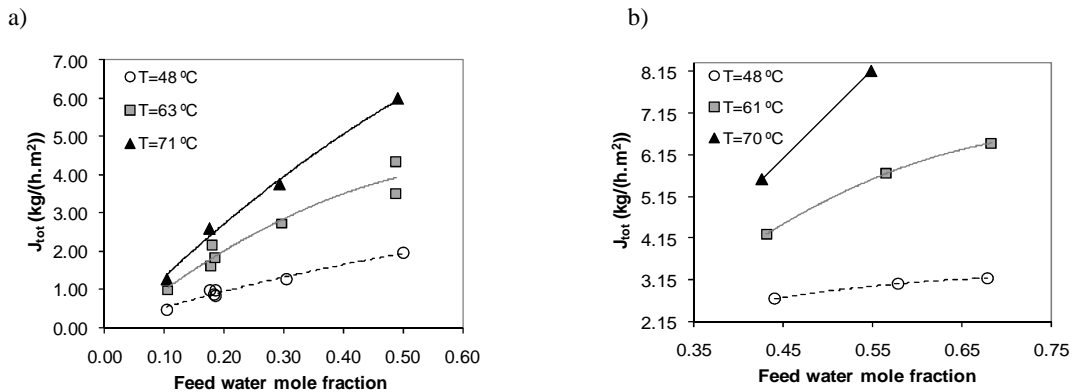 a)
7.00
6.00
5.00
4.00
3.00
2.00
1.00
0.00
J_tot (kg/(h.m²))
T=48 ºC
T=63 ºC
T=71 ºC
0.00 0.10 0.20 0.30 0.40 0.50 0.60
Feed water mole fraction
b)
8.15
7.15
6.15
5.15
4.15
3.15
2.15
J_tot (kg/(h.m²))
T=48 ºC
T=61 ºC
T=70 ºC
0.35 0.45 0.55 0.65 0.75
Feed water mole fraction